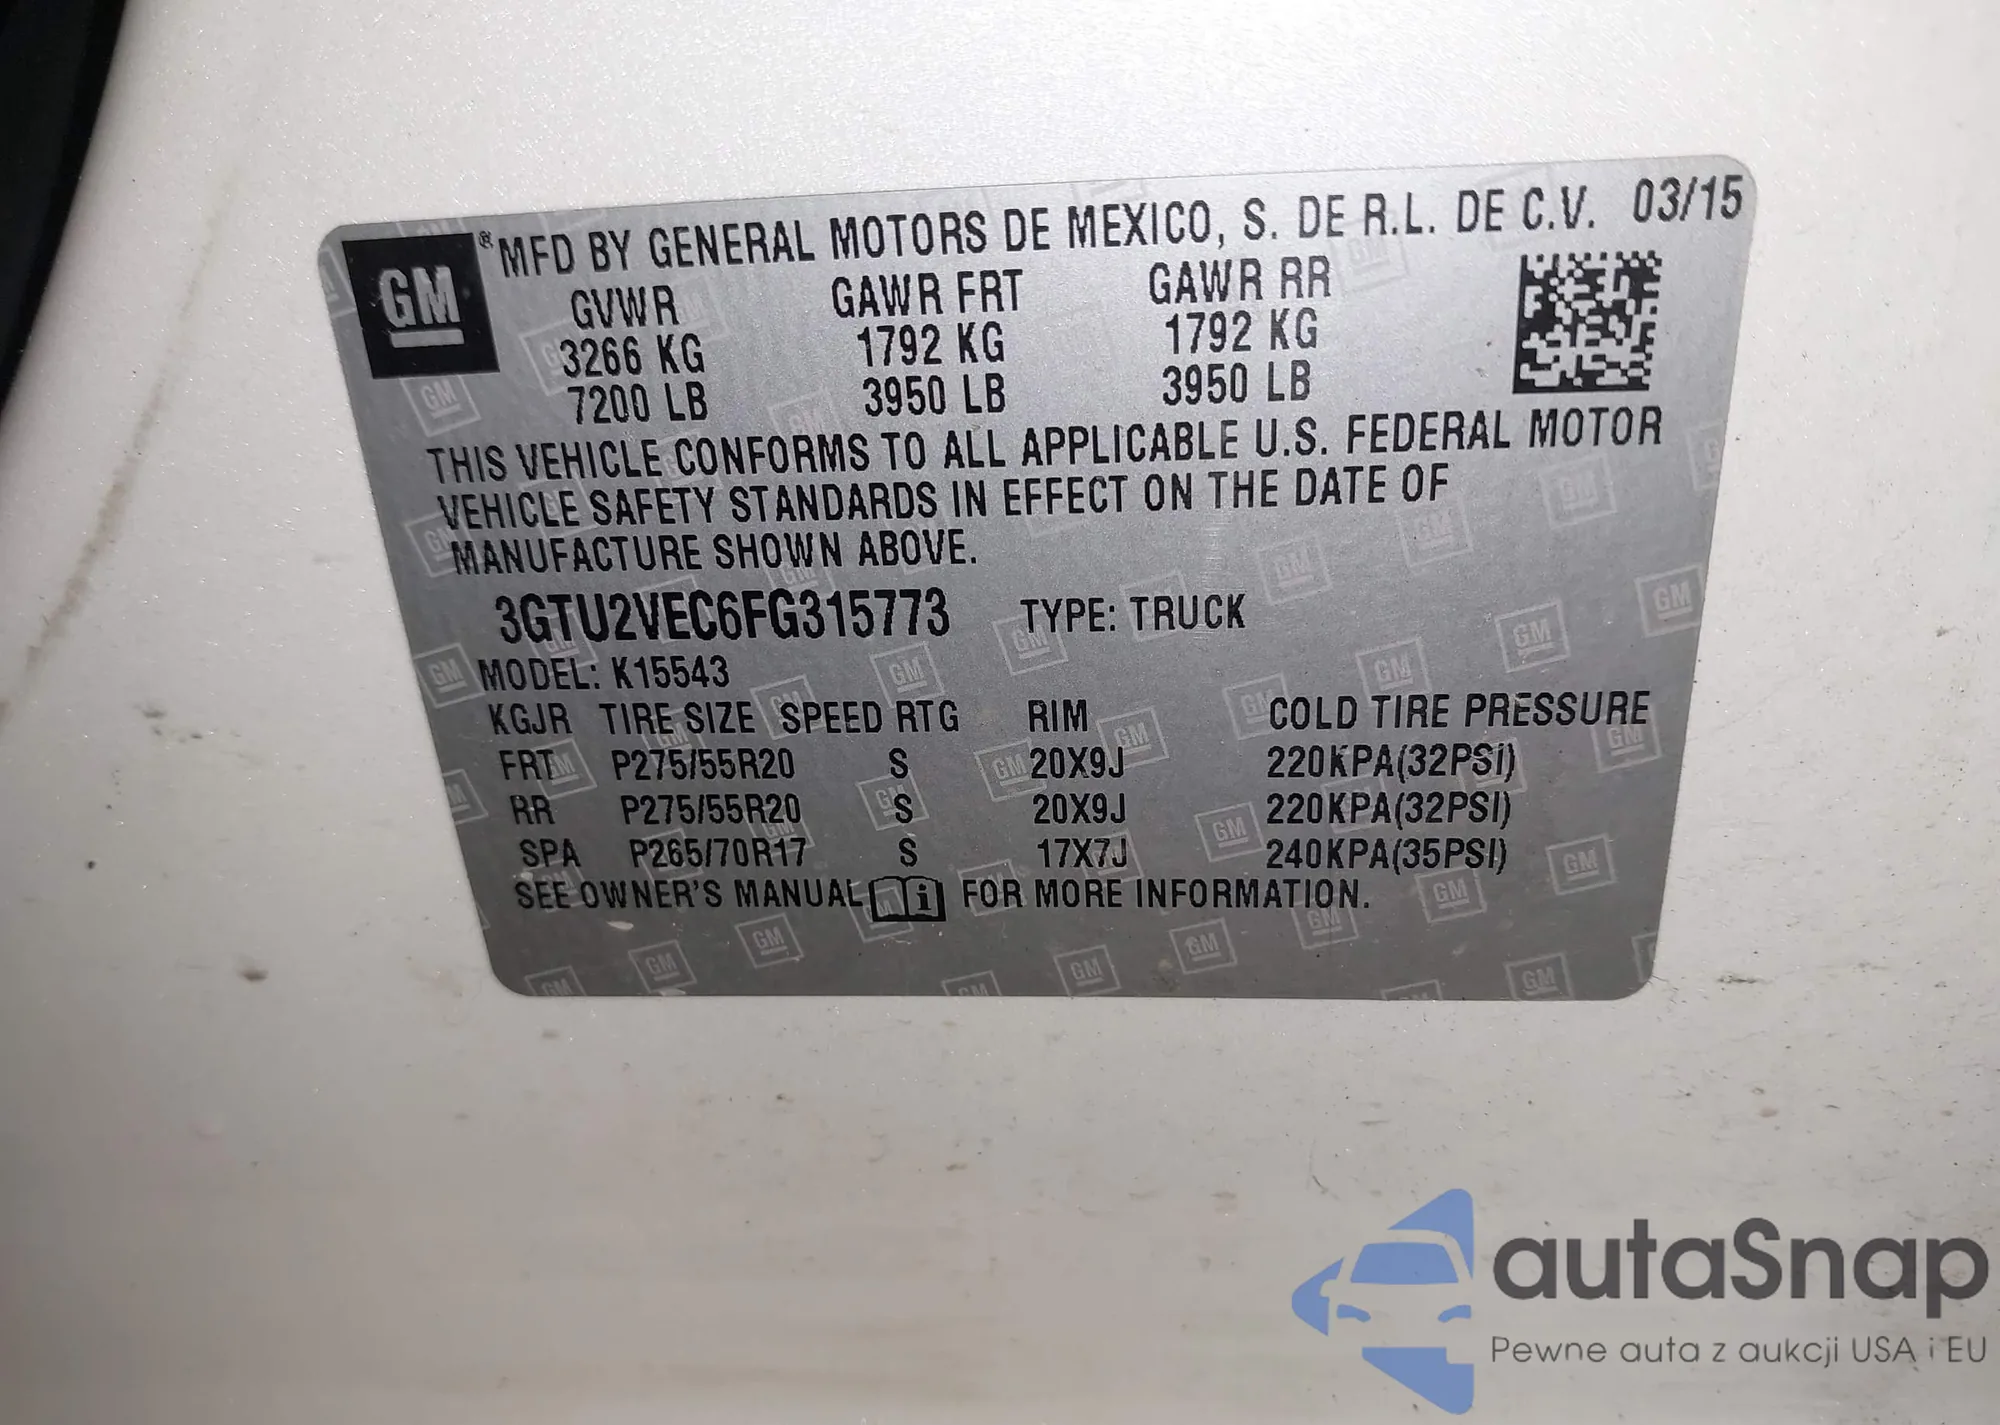 GM ® MFD BY GENERAL MOTORS DE MEXICO, S. DE R.L. DE C.V. 03/15
GVWR GAWR FRT GAWR RR
3266 KG 1792 KG 1792 KG
7200 LB 3950 LB 3950 LB
THIS VEHICLE CONFORMS TO ALL APPLICABLE U.S. FEDERAL MOTOR
VEHICLE SAFETY STANDARDS IN EFFECT ON THE DATE OF
MANUFACTURE SHOWN ABOVE.
3GTU2VEC6FG315773 TYPE: TRUCK
MODEL: K15543
KGJR TIRE SIZE SPEED RTG RIM COLD TIRE PRESSURE
FRT P275/55R20 S 20X9J 220KPA(32PSI)
RR P275/55R20 S 20X9J 220KPA(32PSI)
SPA P265/70R17 S 17X7J 240KPA(35PSI)
SEE OWNER'S MANUAL i FOR MORE INFORMATION.
autaSnap
Pewne auta z aukcji USA i EU